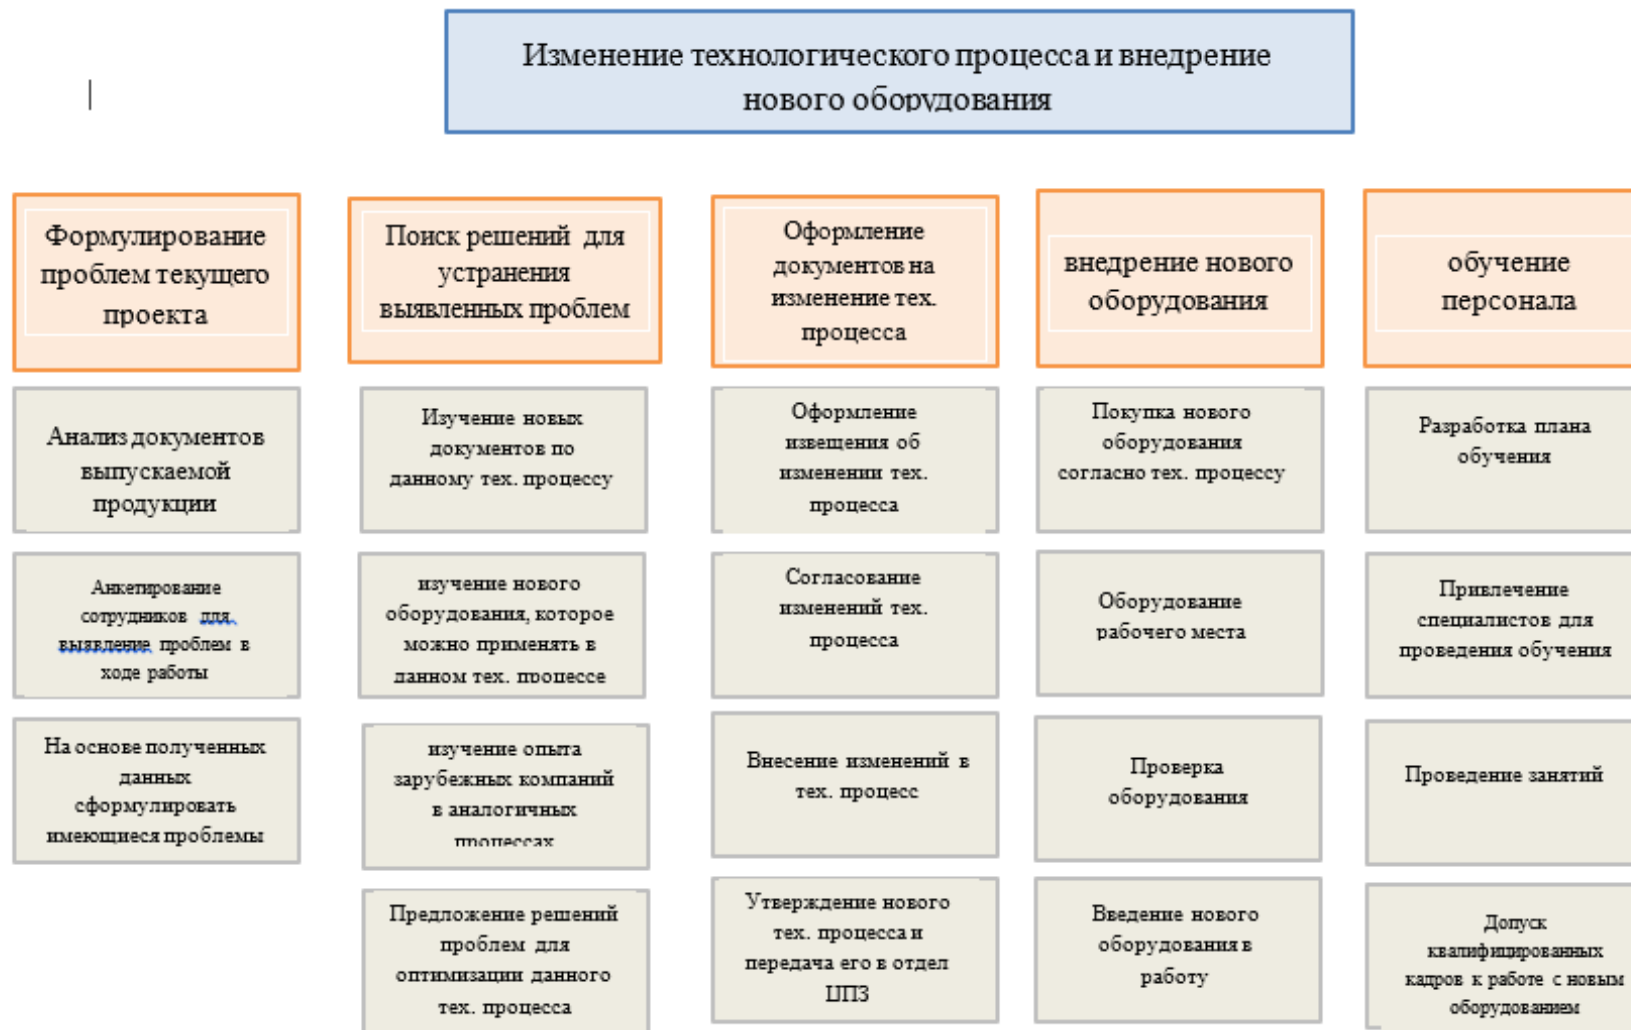 Изменение технологического процесса и внедрение
нового оборудования
Формулирование
проблем текущего
проекта
Поиск решений для
устранения
выявленных проблем
Оформление
документов на
изменение тех.
процесса
внедрение нового
оборудования
обучение
персонала
Анализ документов
выпускаемой
продукции
Изучение новых
документов по
данному тех. процессу
Оформление
извещения об
изменении тех.
процесса
Покупка нового
оборудования
согласно тех. процессу
Разработка плана
обучения
Анкетирование
сотрудников для
выявление проблем в
ходе работы
изучение нового
оборудования, которое
можно применять в
данном тех. процессе
Согласование
изменений тех.
процесса
Оборудование
рабочего места
Привлечение
специалистов для
проведения обучения
На основе полученных
данных
сформулировать
имеющиеся проблемы
изучение опыта
зарубежных компаний
в аналогичных
процессах
Внесение изменений в
тех. процесс
Проверка
оборудования
Проведение занятий
Предложение решений
проблем для
оптимизации данного
тех. процесса
Утверждение нового
тех. процесса и
передача его в отдел
ЦПЗ
Введение нового
оборудования в
работу
Допуск
квалифицированных
кадров к работе с новым
оборудованием